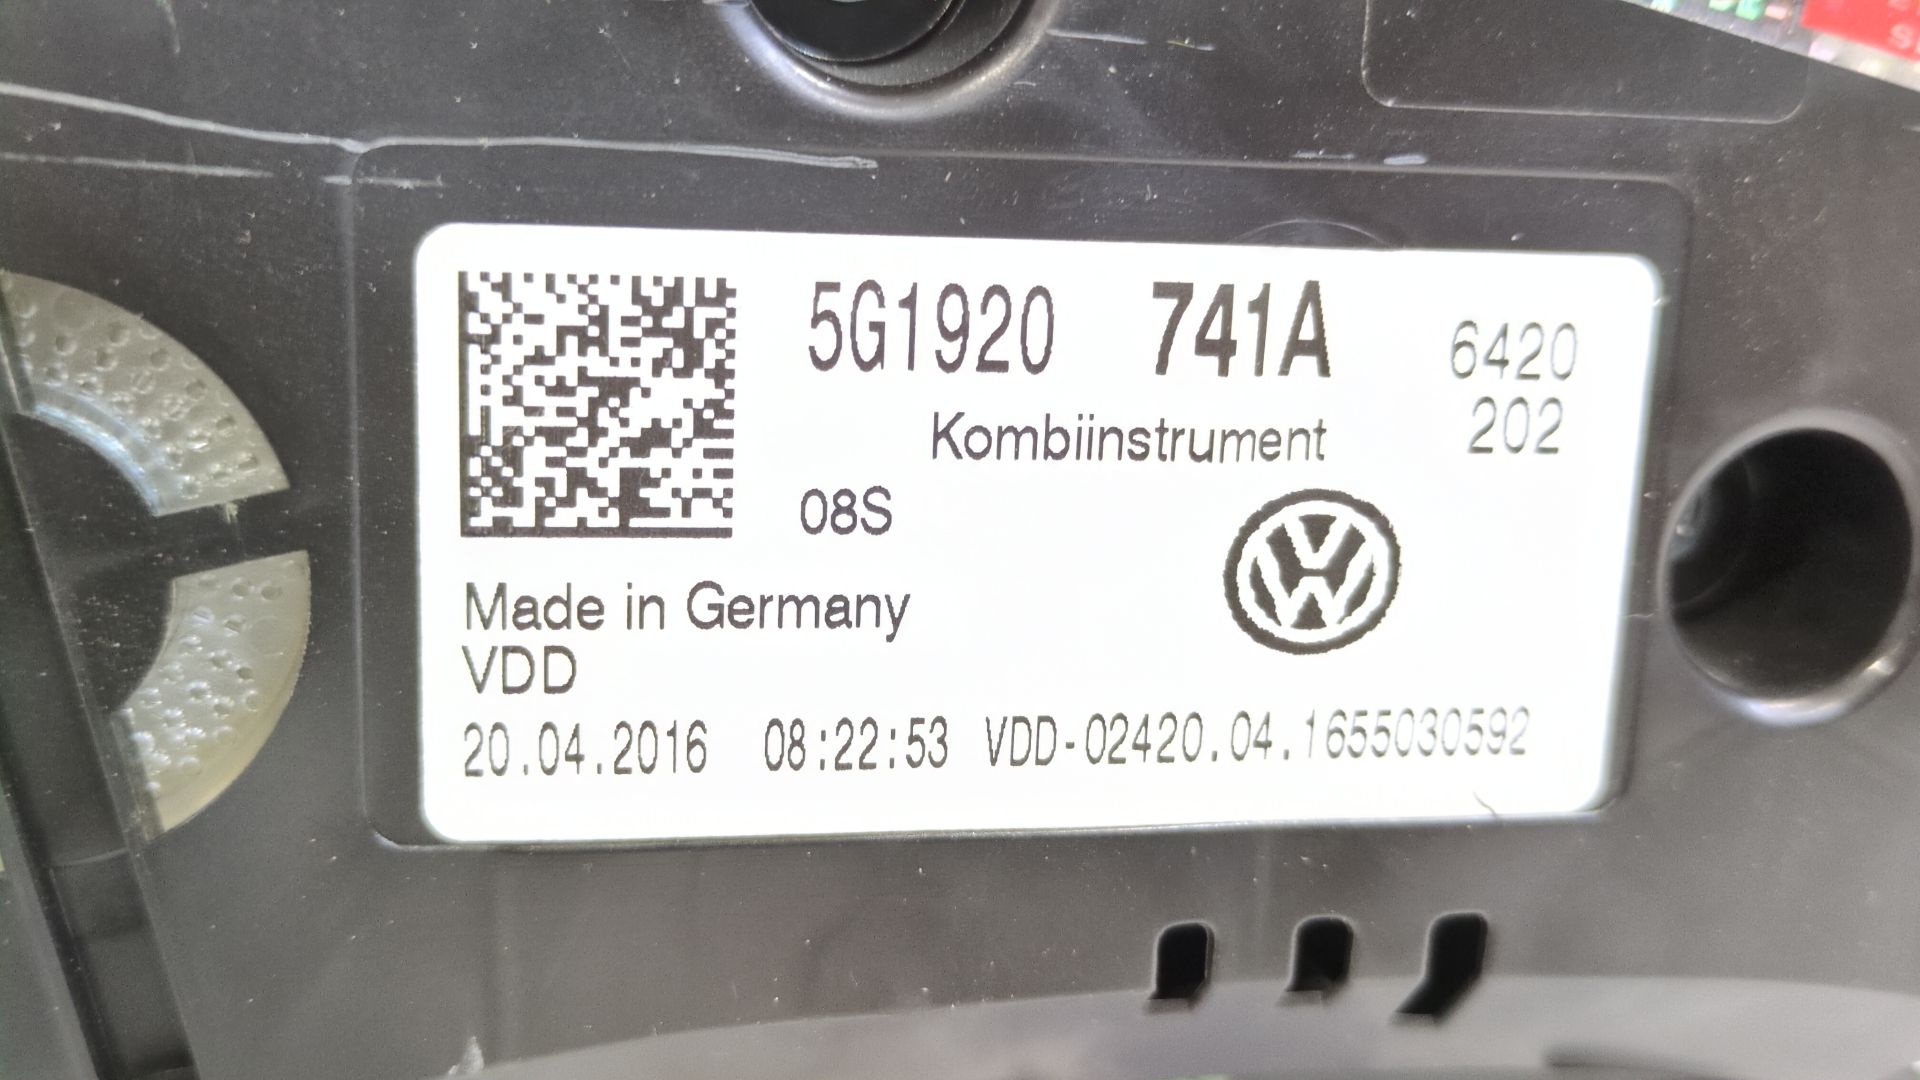 5G1920 741A 6420
Kombiinstrument 202
08S
Made in Germany
VDD
20.04.2016 08:22:53 VDD-02420.04.1655030592